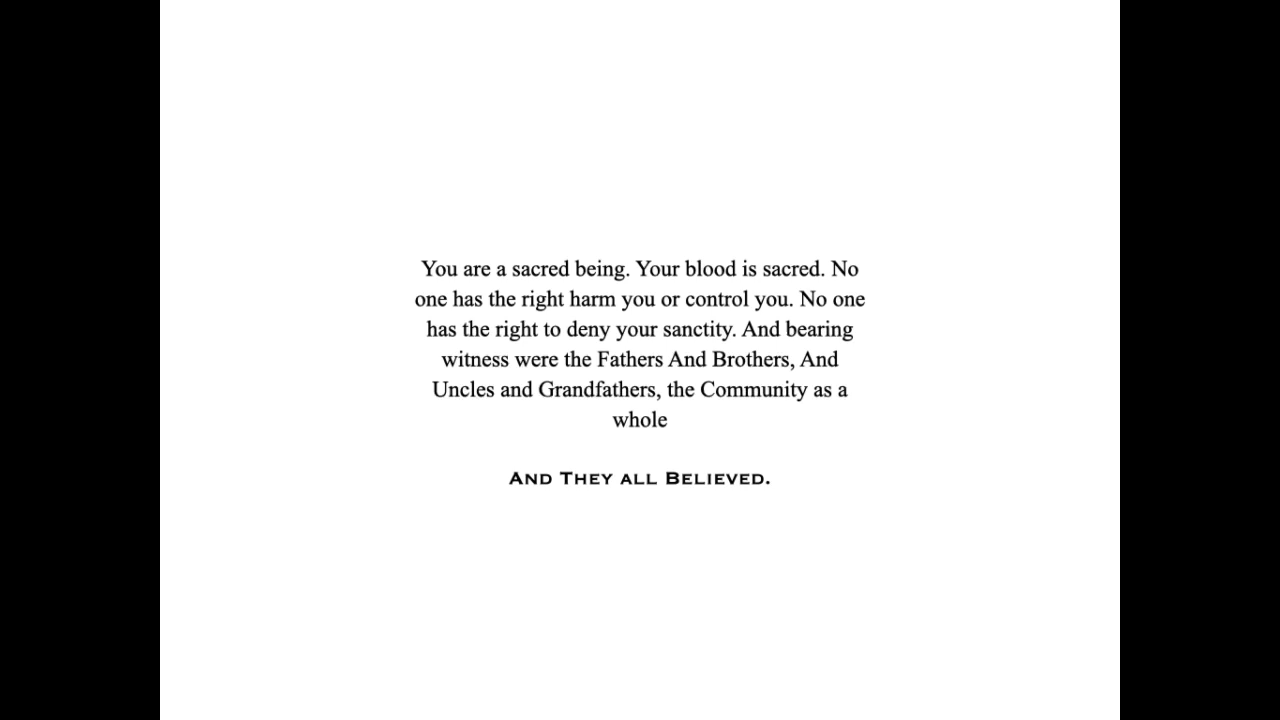 You are a sacred being. Your blood is sacred. No
one has the right harm you or control you. No one
has the right to deny your sanctity. And bearing
witness were the Fathers And Brothers, And
Uncles and Grandfathers, the Community as a
whole
And They all Believed.